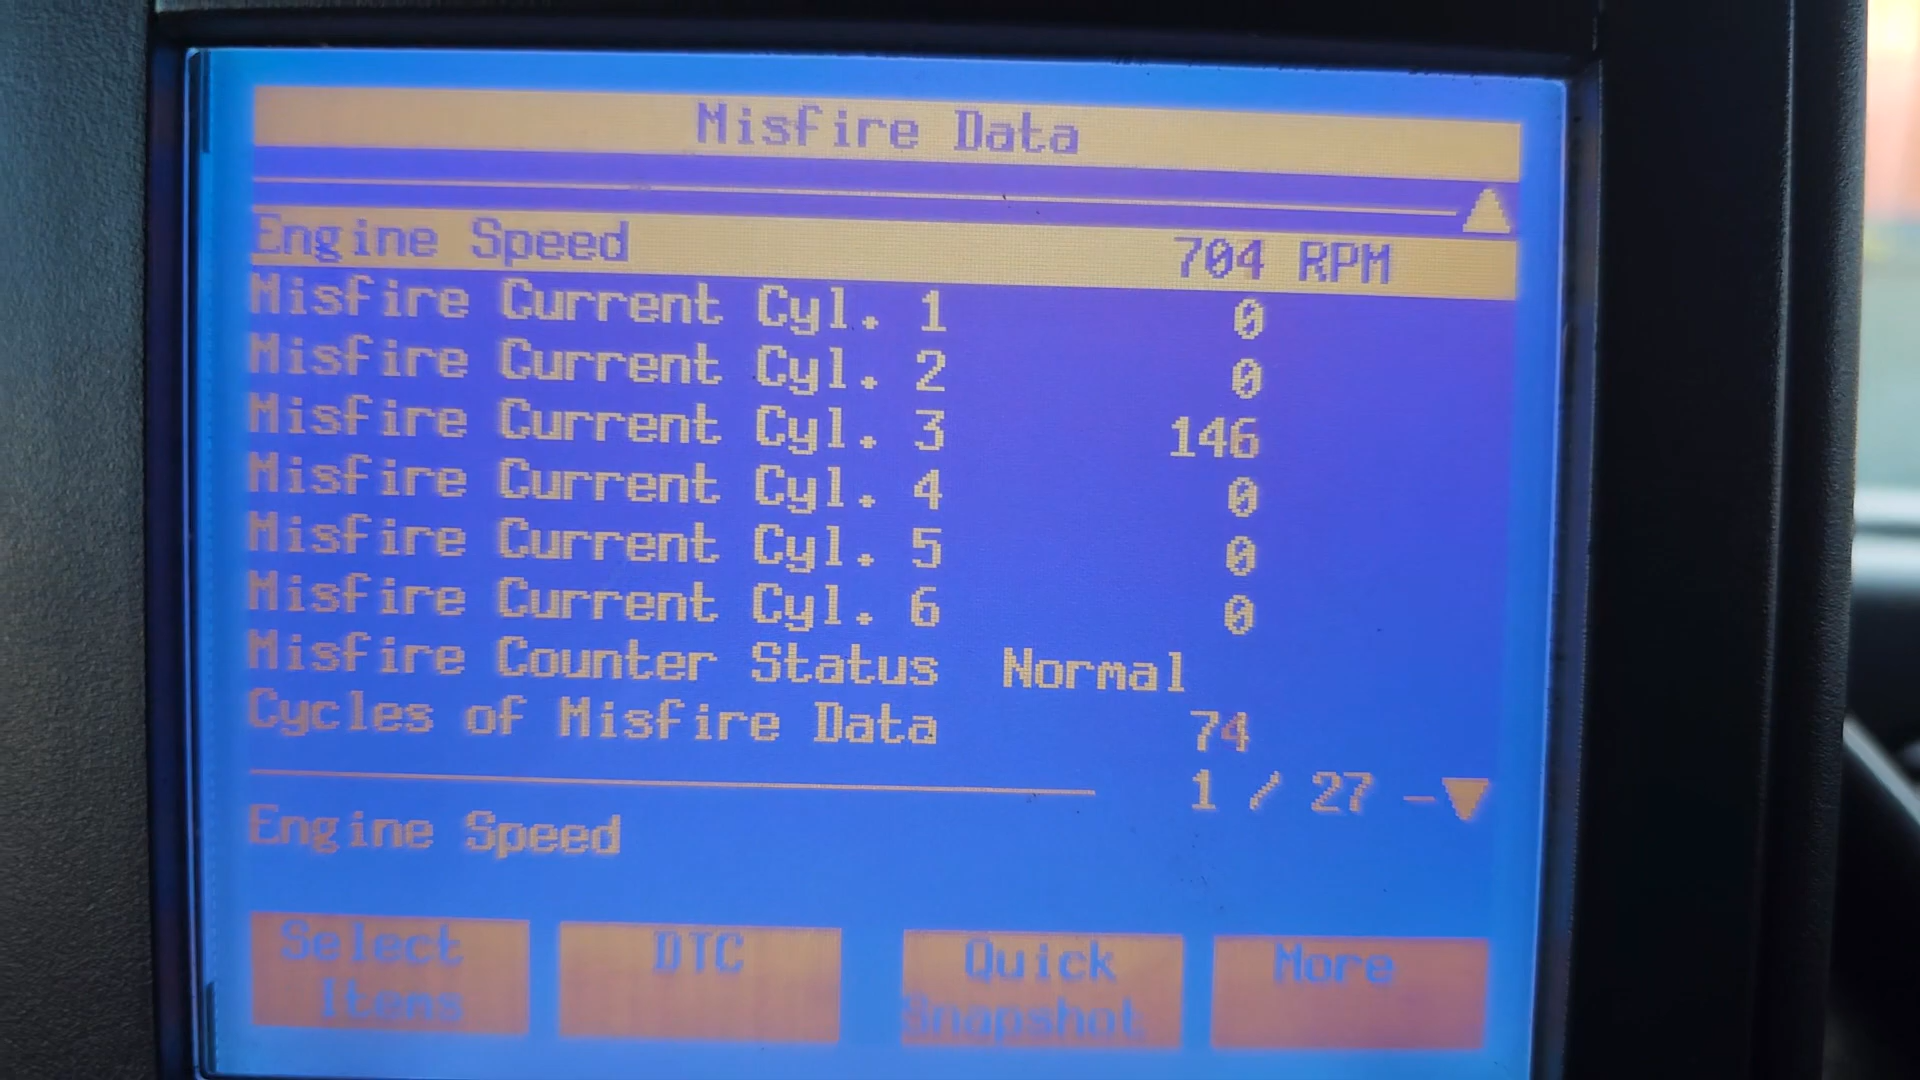 Misfire Data
Engine Speed 704 RPM
Misfire Current Cyl. 1 0
Misfire Current Cyl. 2 0
Misfire Current Cyl. 3 146
Misfire Current Cyl. 4 0
Misfire Current Cyl. 5 0
Misfire Current Cyl. 6 0
Misfire Counter Status Normal
Cycles of Misfire Data 74
1 / 27
Engine Speed
Select Items
DTC
Quick Snapshot
More